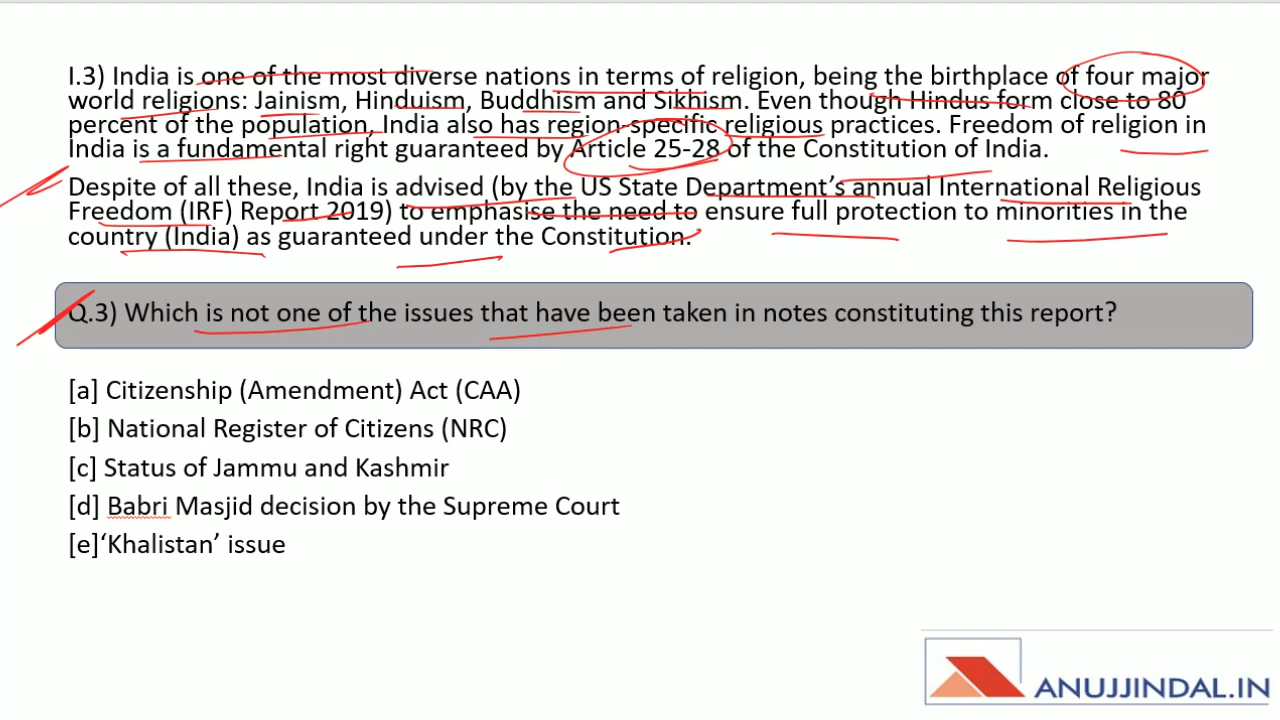 I.3) India is one of the most diverse nations in terms of religion, being the birthplace of four major
world religions: Jainism, Hinduism, Buddhism and Sikhism. Even though Hindus form close to 80
percent of the population, India also has region-specific religious practices. Freedom of religion in
India is a fundamental right guaranteed by Article 25-28 of the Constitution of India.
Despite of all these, India is advised (by the US State Department’s annual International Religious
Freedom (IRF) Report 2019) to emphasise the need to ensure full protection to minorities in the
country (India) as guaranteed under the Constitution.
Q.3) Which is not one of the issues that have been taken in notes constituting this report?
[a] Citizenship (Amendment) Act (CAA)
[b] National Register of Citizens (NRC)
[c] Status of Jammu and Kashmir
[d] Babri Masjid decision by the Supreme Court
[e]‘Khalistan’ issue
ANUJJINDAL.IN